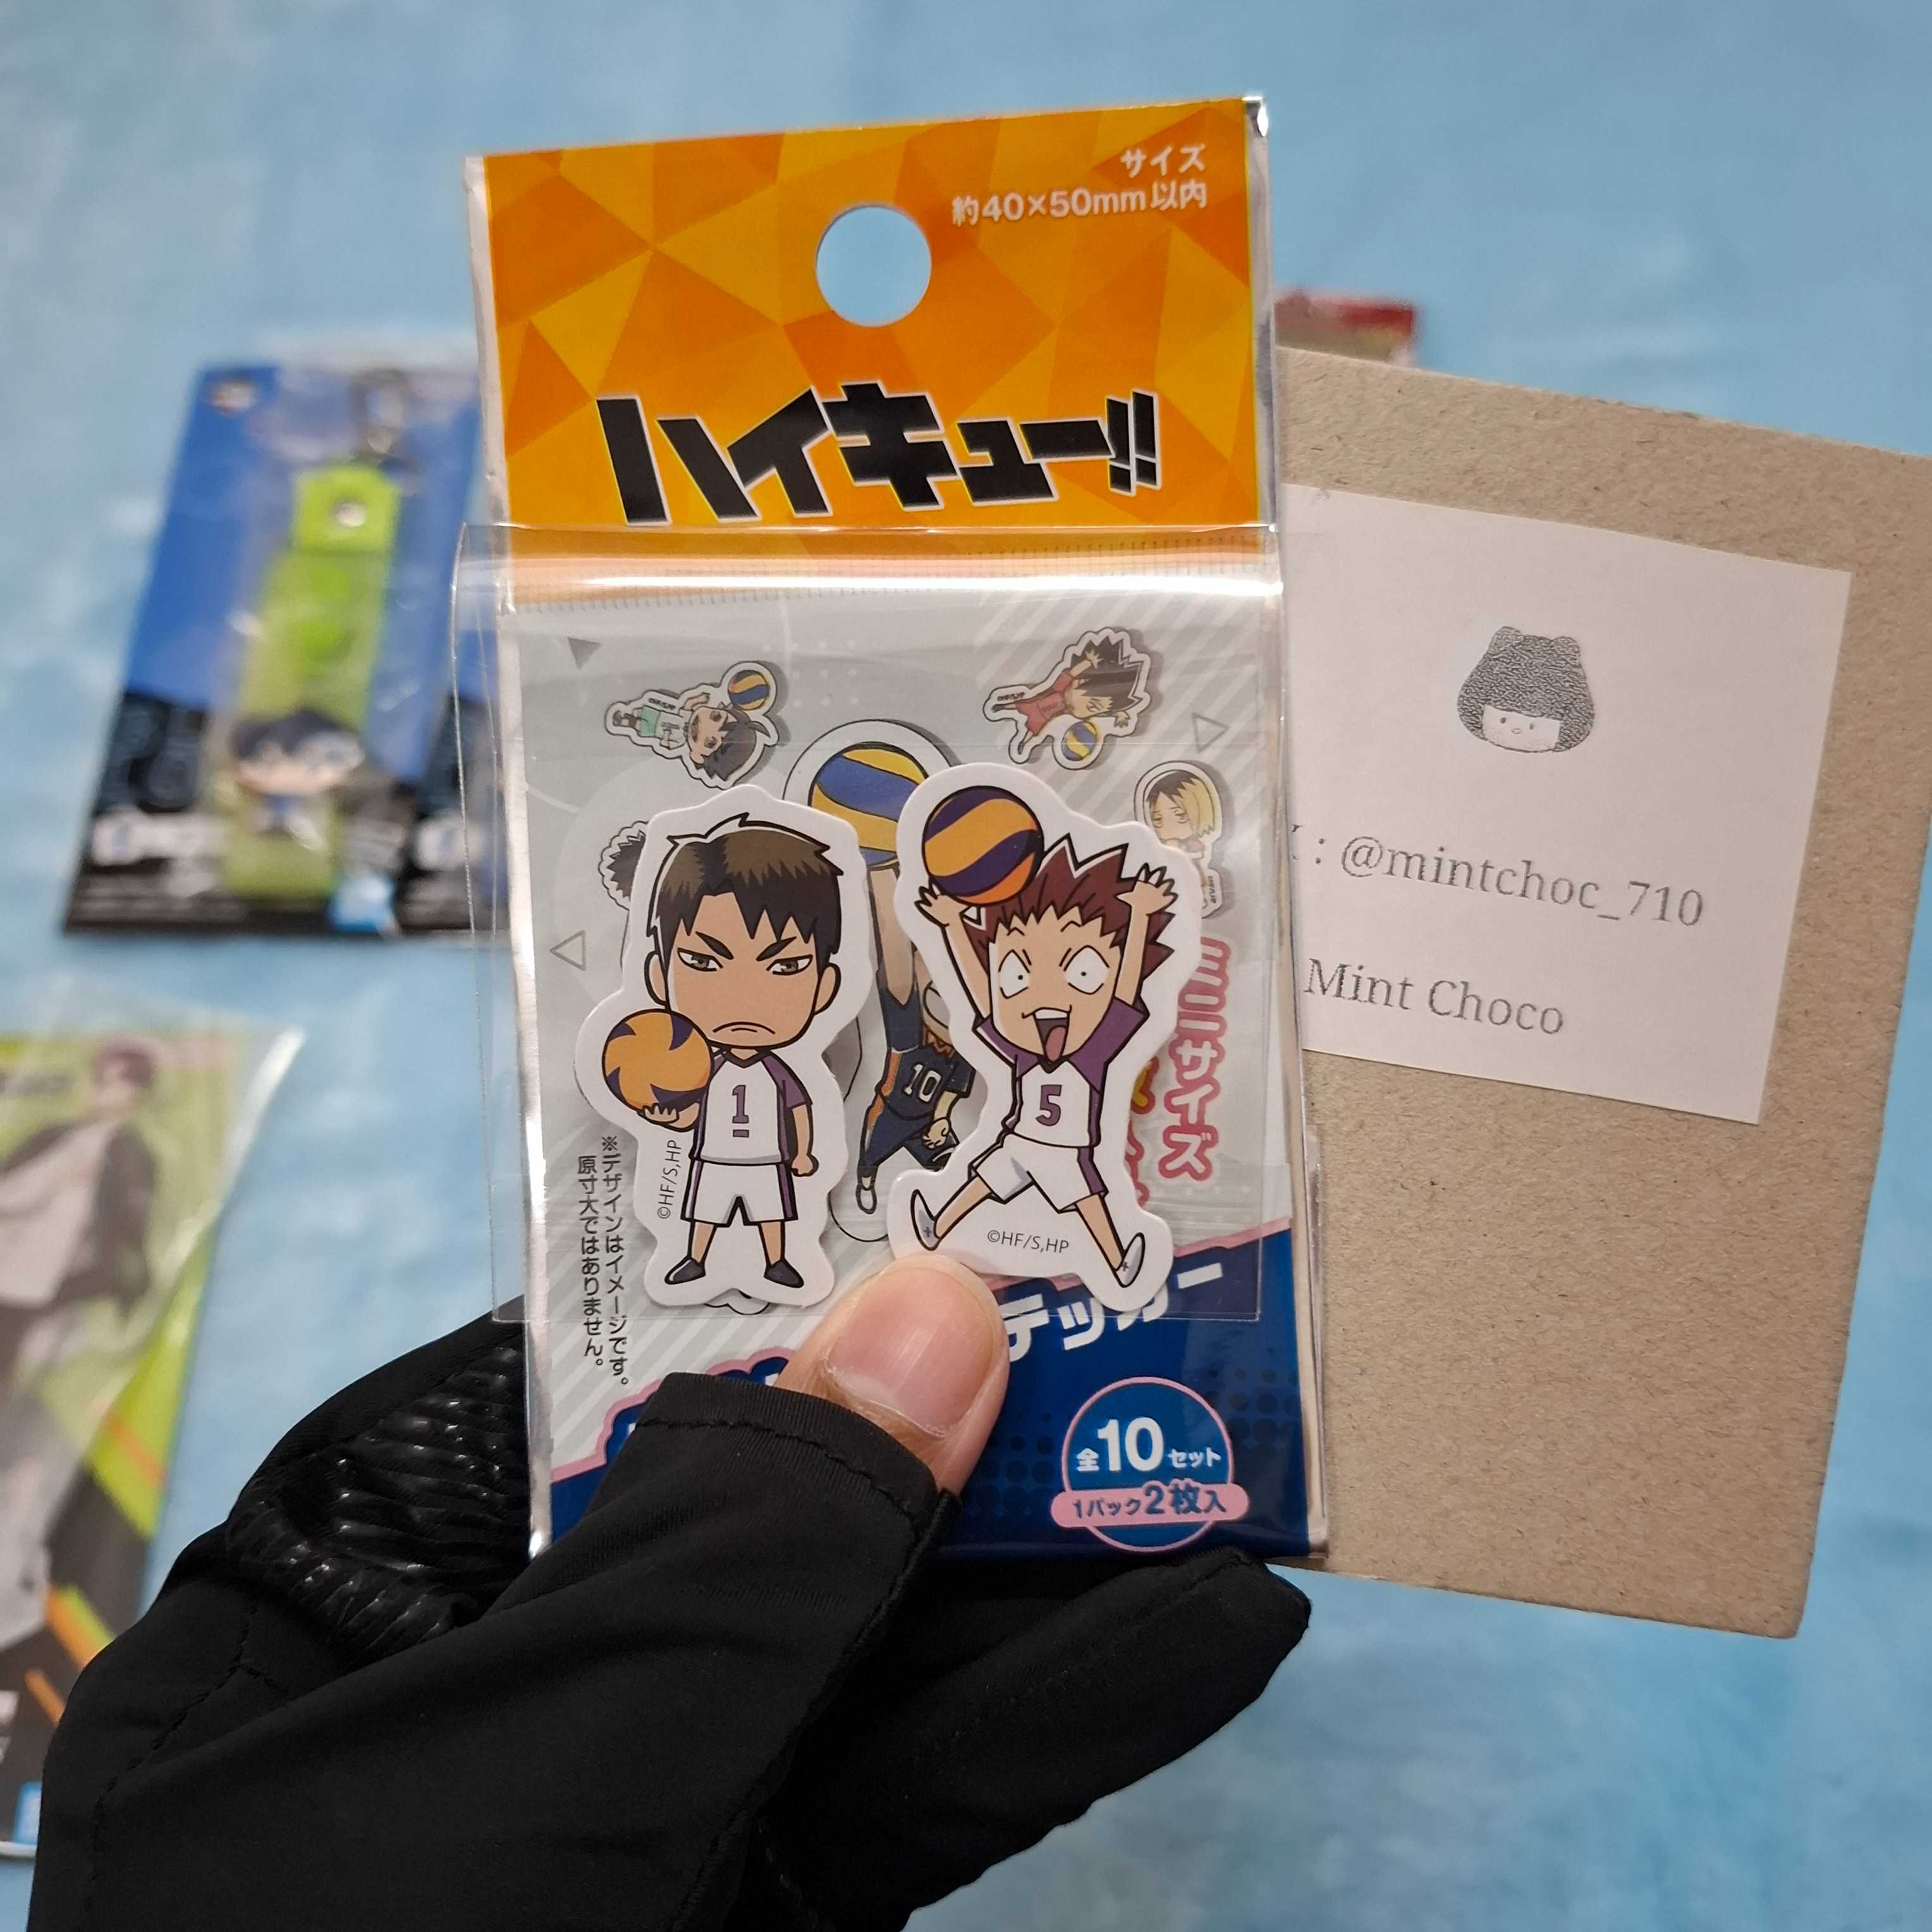 サイズ
約40×50mm以内
ハイキュー!!
: @mintchoc_710
Mint Choco
10
1
5
©HF/S,HP
©HF/S,HP
ミニサイズ
※デザインはイメージです。
原寸大ではありません。
テッカー
全10セット
1パック2枚入